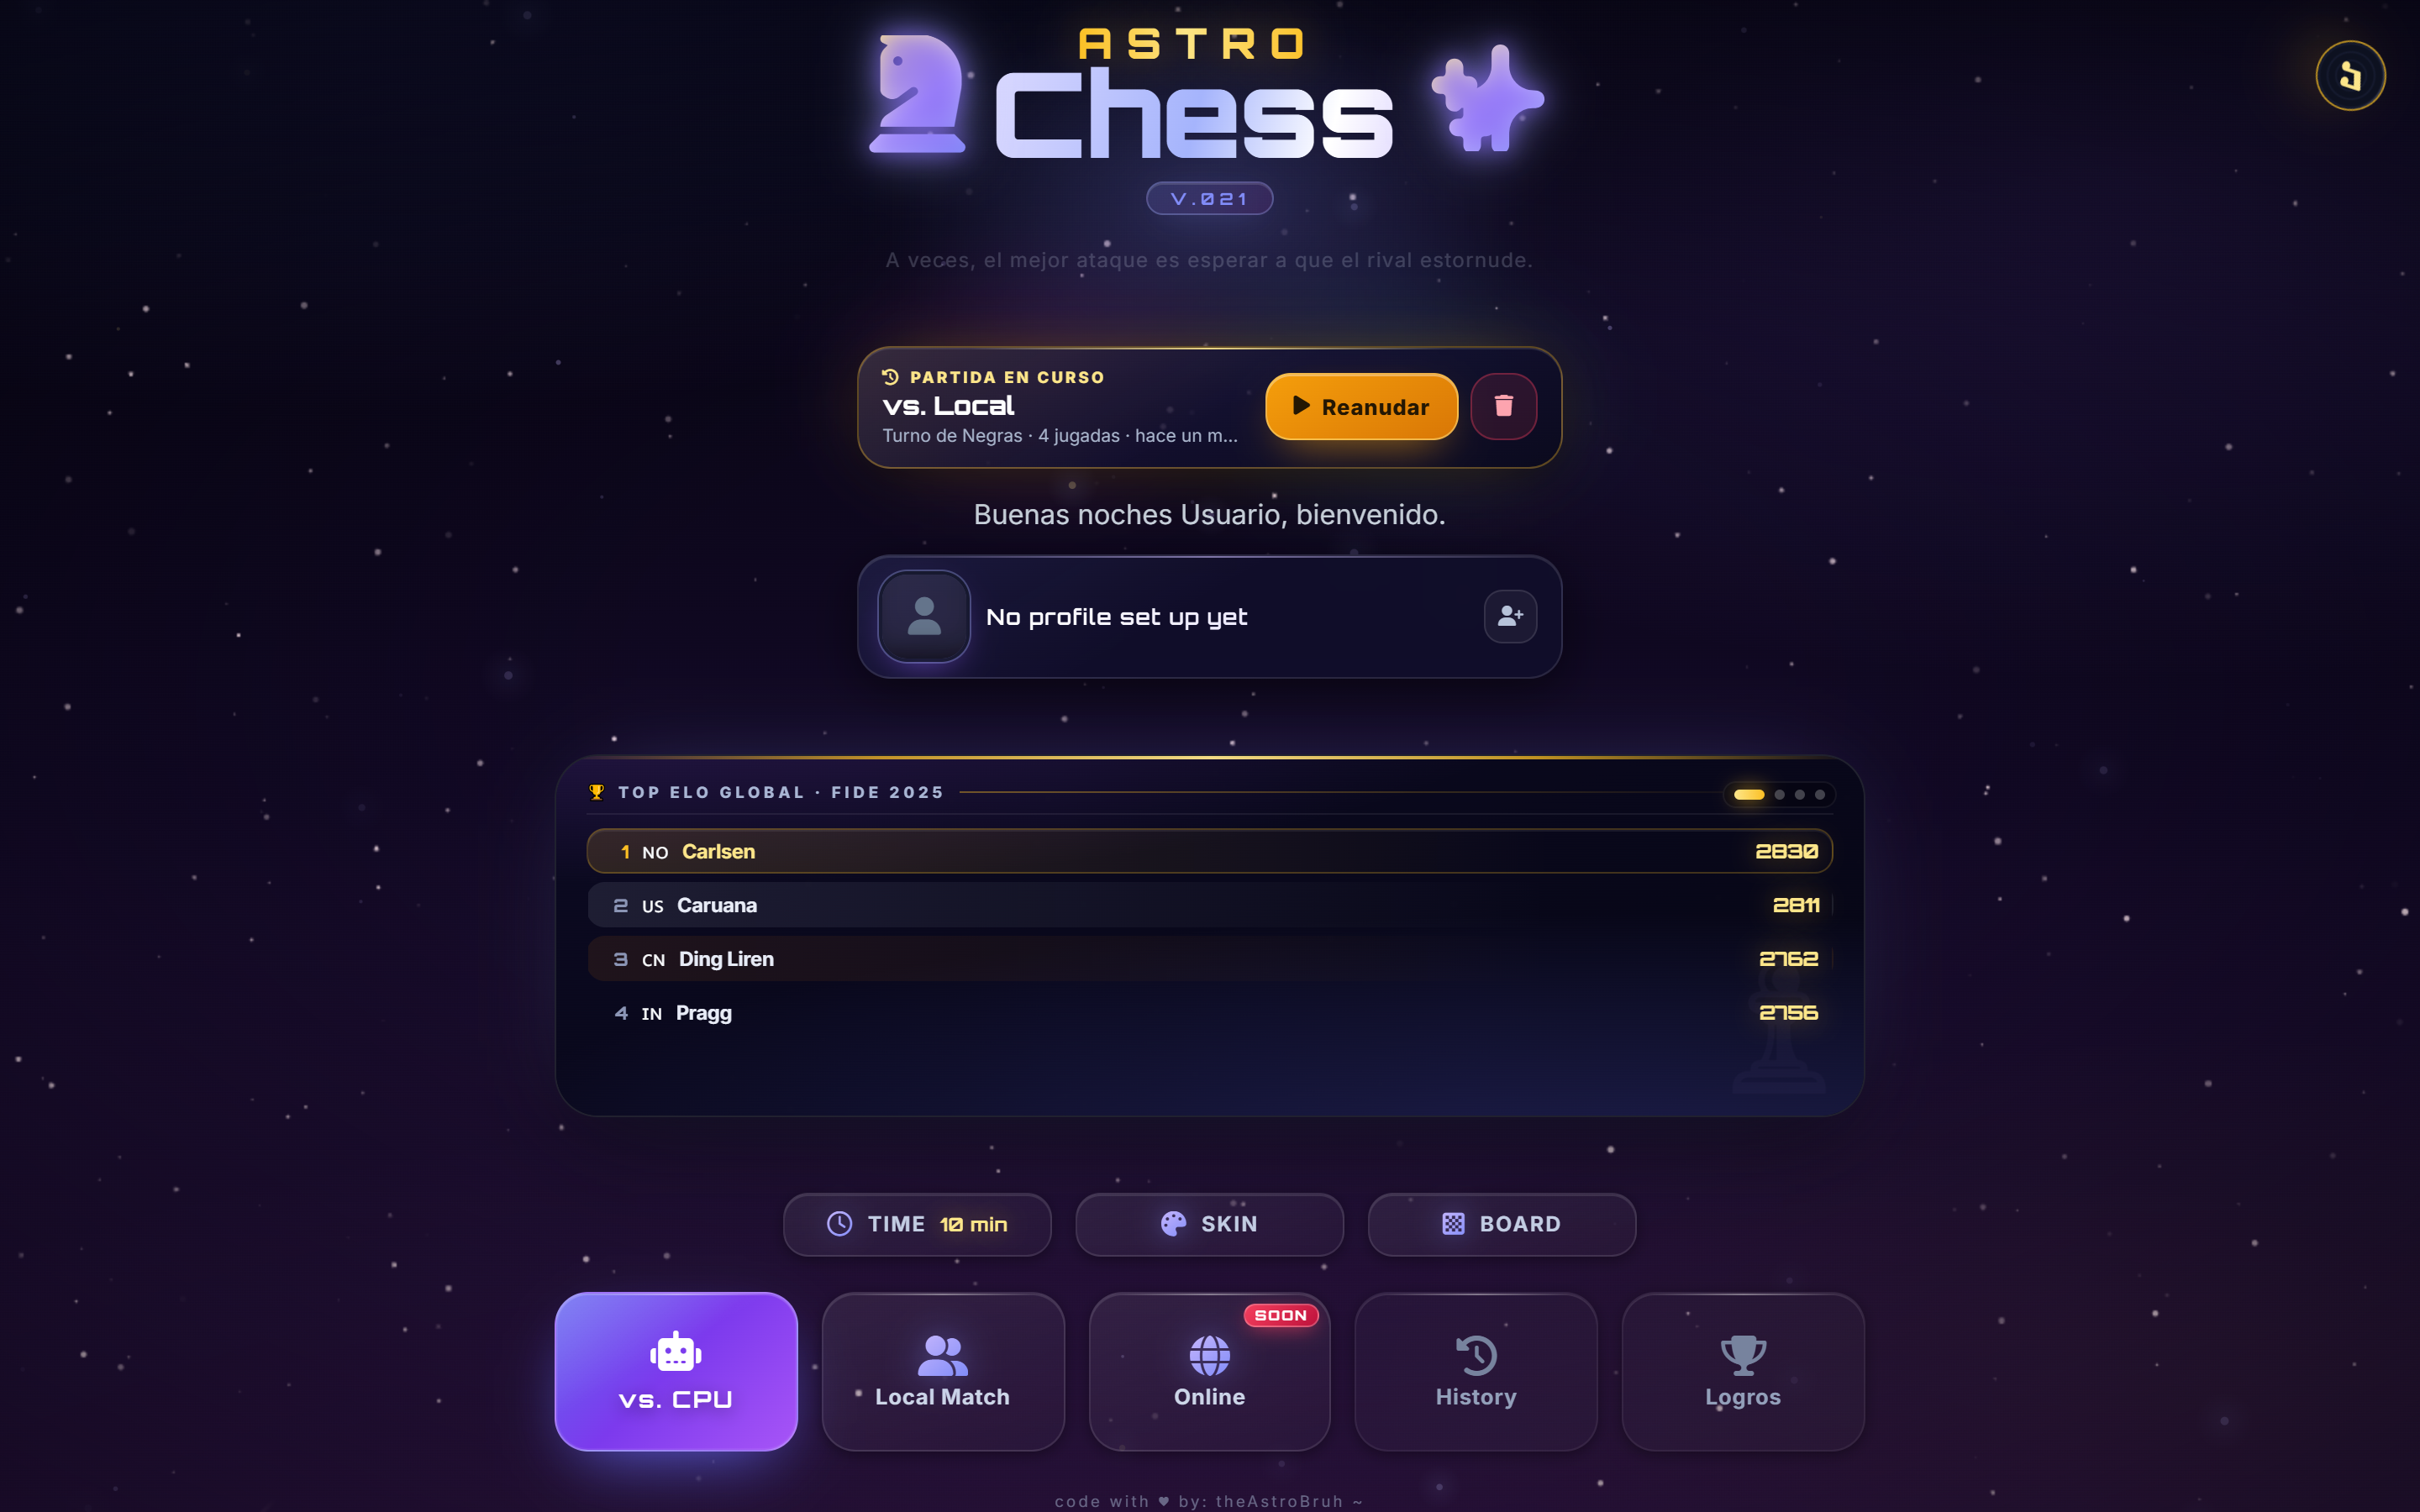 ASTRO
Chess
V.021
A veces, el mejor ataque es esperar a que el rival estornude.
PARTIDA EN CURSO
vs. Local
Turno de Negras · 4 jugadas · hace un m...
Reanudar
Buenas noches Usuario, bienvenido.
No profile set up yet
TOP ELO GLOBAL · FIDE 2025
1 NO Carlsen 2830
2 US Caruana 2811
3 CN Ding Liren 2762
4 IN Pragg 2756
TIME 10 min
SKIN
BOARD
vs. CPU
Local Match
SOON
Online
History
Logros
code with ♥ by: theAstroBruh ~